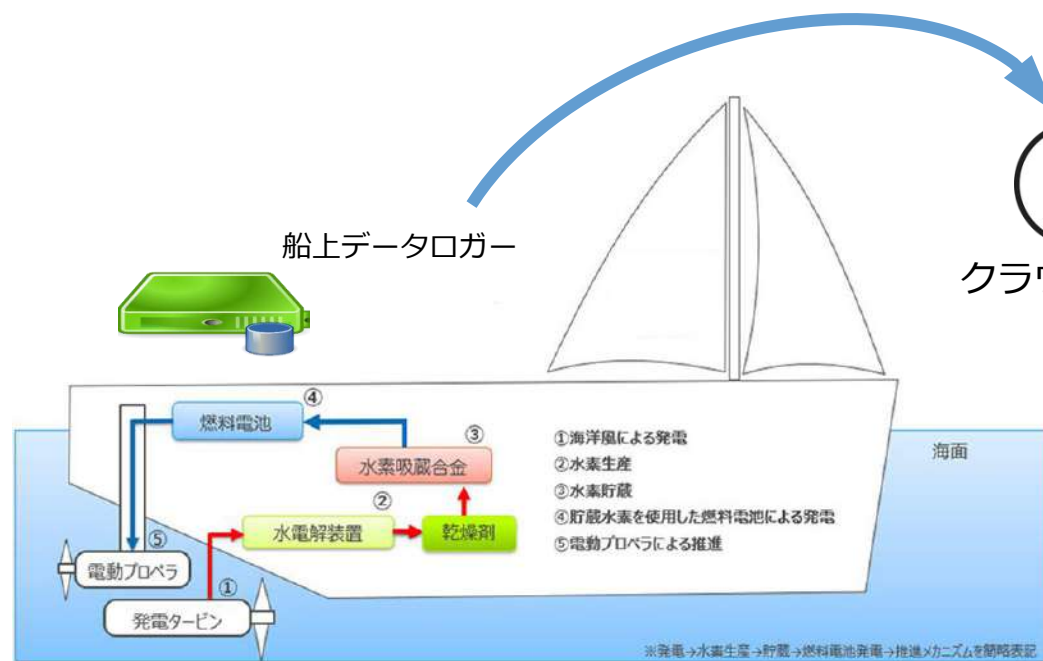 船上データロガー
クラウ
④
燃料電池
③
水素吸蔵合金
②
水電解装置
乾燥剤
⑤
電動プロペラ
①
発電タービン
①海洋風による発電
②水素生産
③水素貯蔵
④貯蔵水素を使用した燃料電池による発電
⑤電動プロペラによる推進
海面
※発電→水素生産→貯蔵→燃料電池発電→推進メカニズムを簡略表記